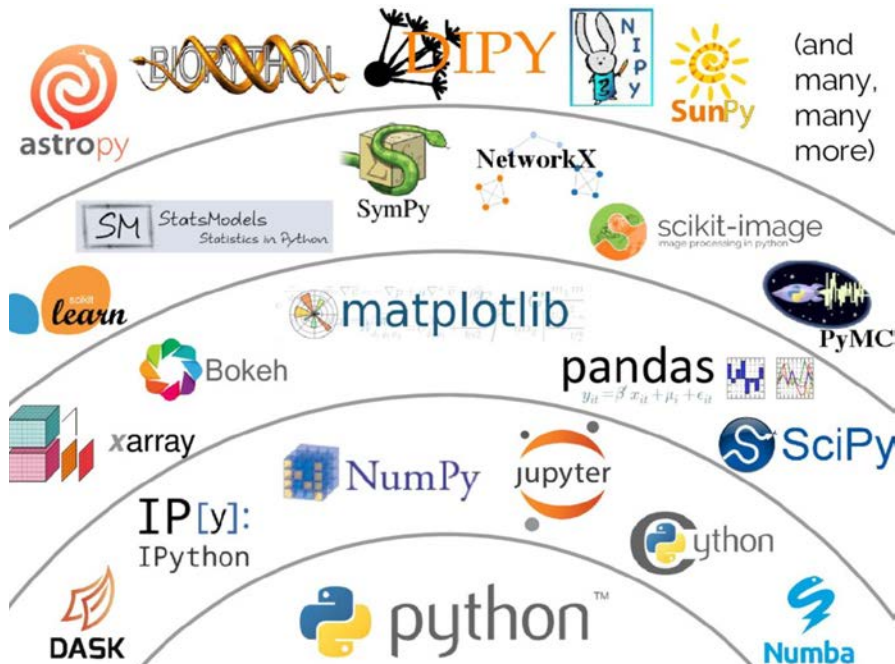 astropy
BIOPYTHON
DIPY
NIPY
SunPy
(and
many,
many
more)
SymPy
NetworkX
SM
StatsModels
Statistics in Python
scikit-image
image processing in python
scikit
learn
matplotlib
PyMC
Bokeh
pandas
xarray
NumPy
jupyter
SciPy
IP[y]:
IPython
Cython
DASK
python™
Numba